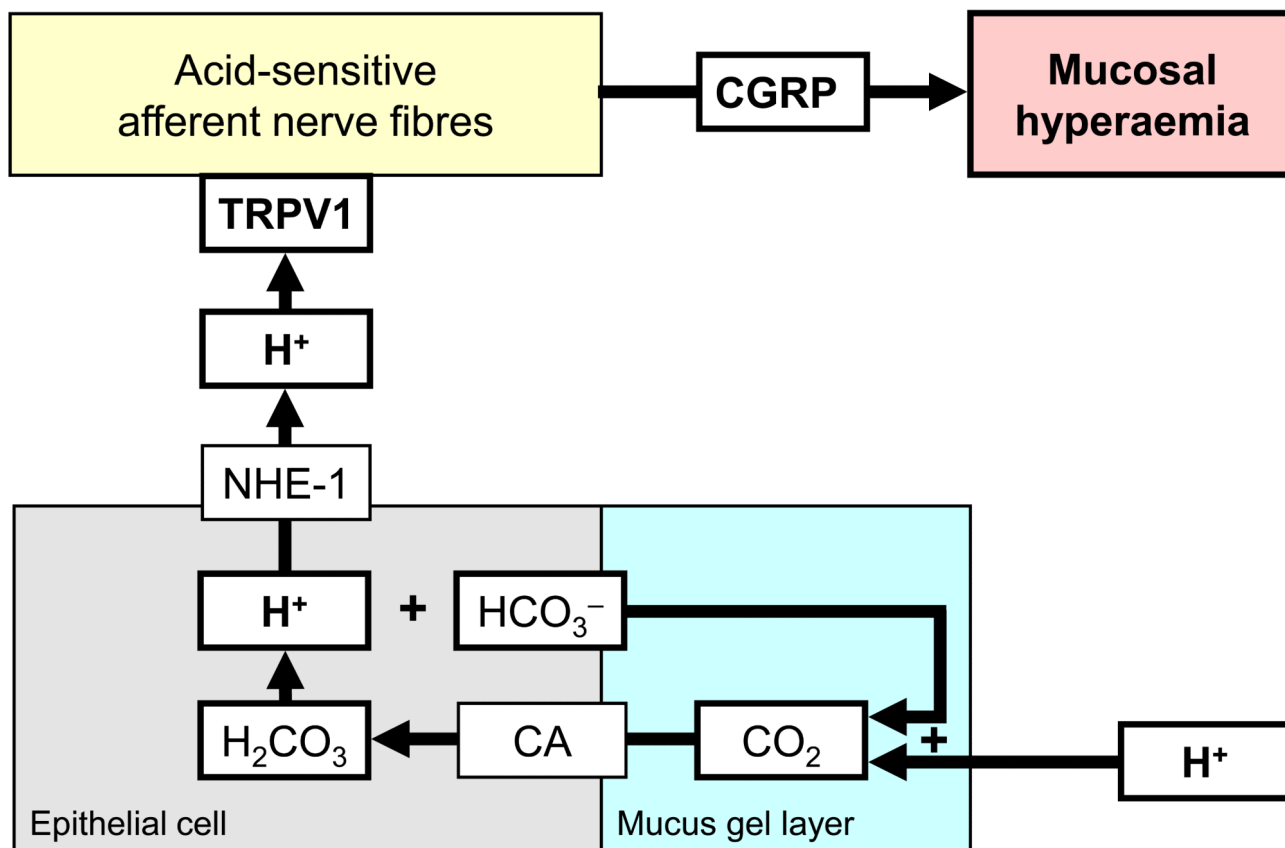 Acid-sensitive
afferent nerve fibres
CGRP
Mucosal
hyperaemia
TRPV1
H⁺
NHE-1
H⁺
+
HCO₃⁻
H₂CO₃
CA
CO₂
+
H⁺
Epithelial cell
Mucus gel layer